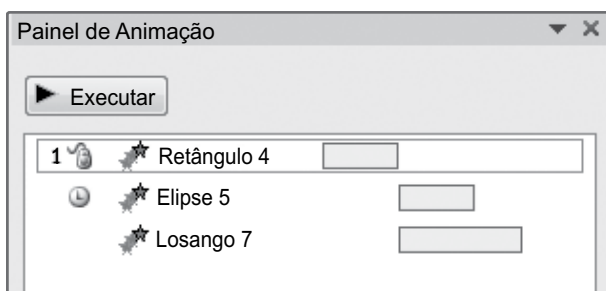 Painel de Animação
Executar
1 Retângulo 4
Elipse 5
Losango 7